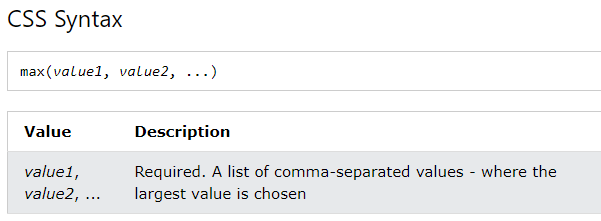 CSS Syntax
max(value1, value2, ...)
Value Description
value1, Required. A list of comma-separated values - where the
value2, ... largest value is chosen